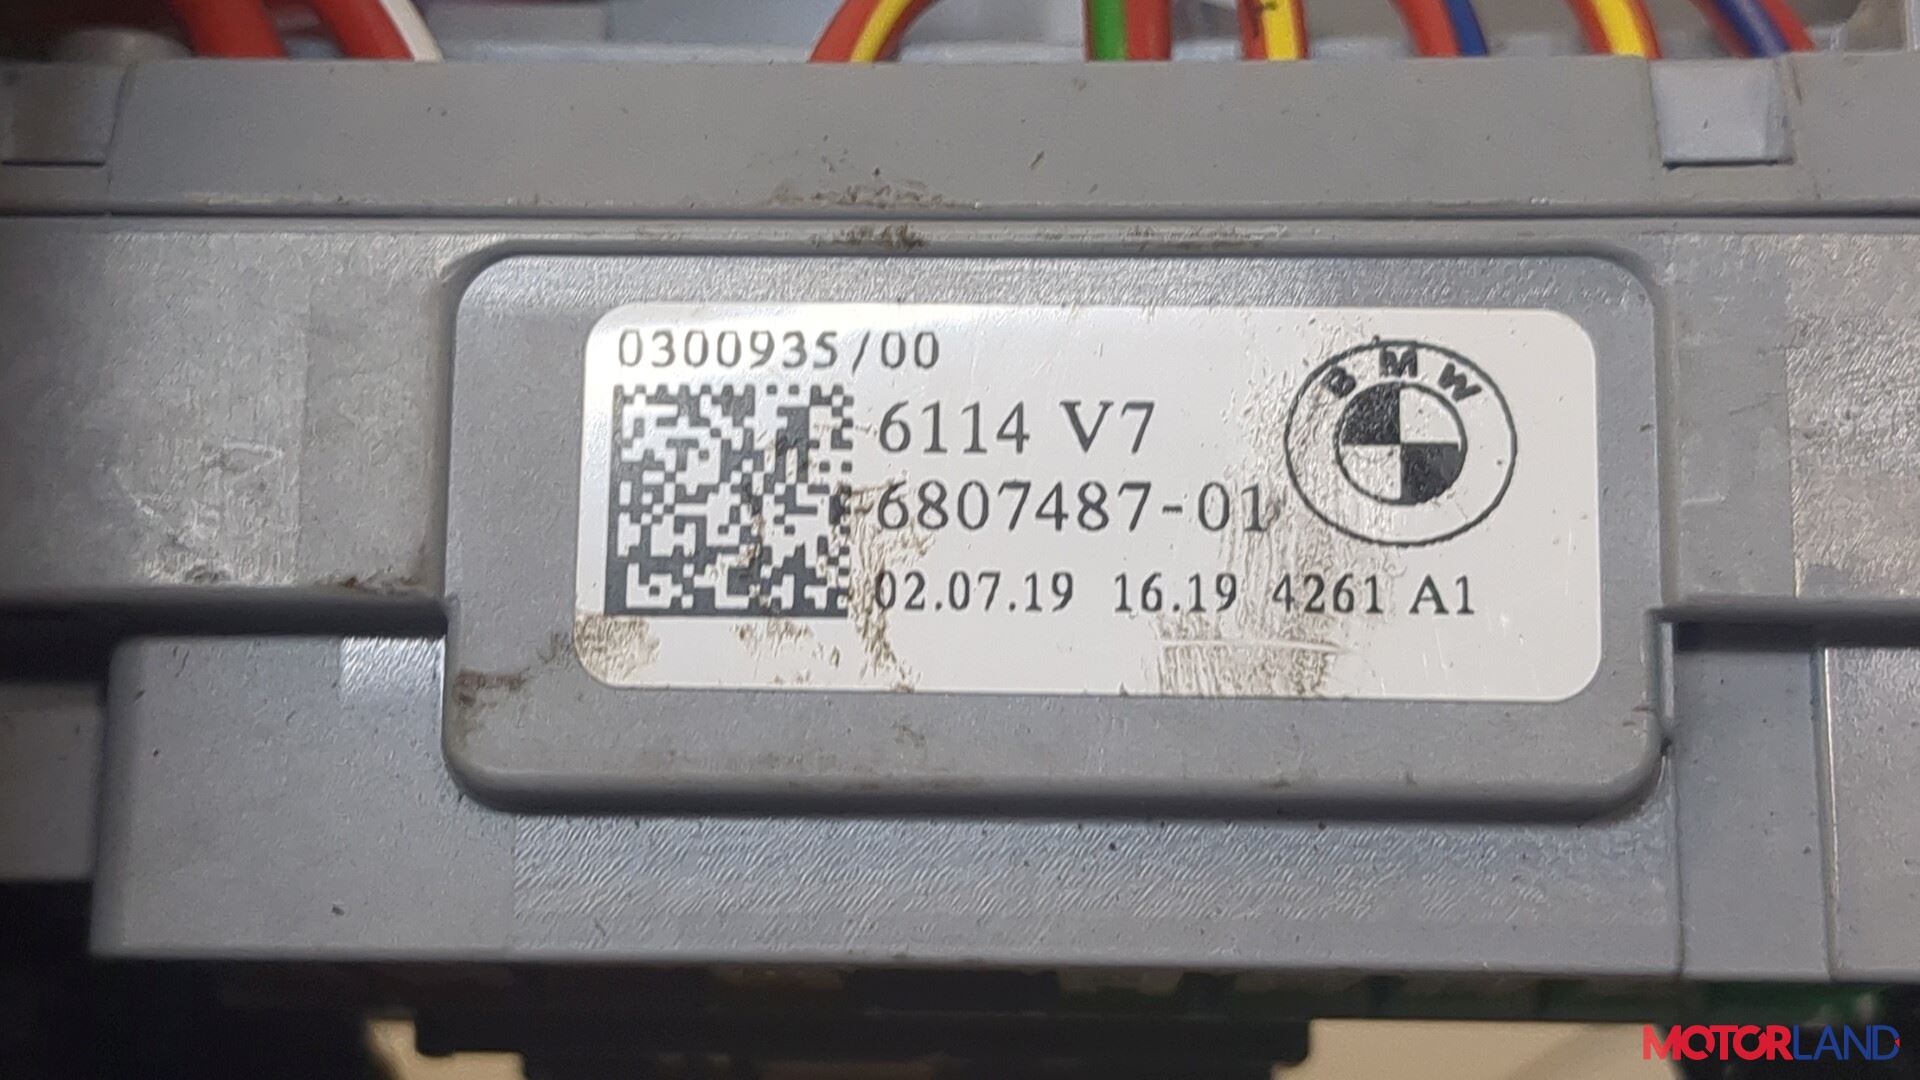 0300935/00
6114 V7
6807487-01
BMW
02.07.19 16.19 4261 A1
MOTORLAND